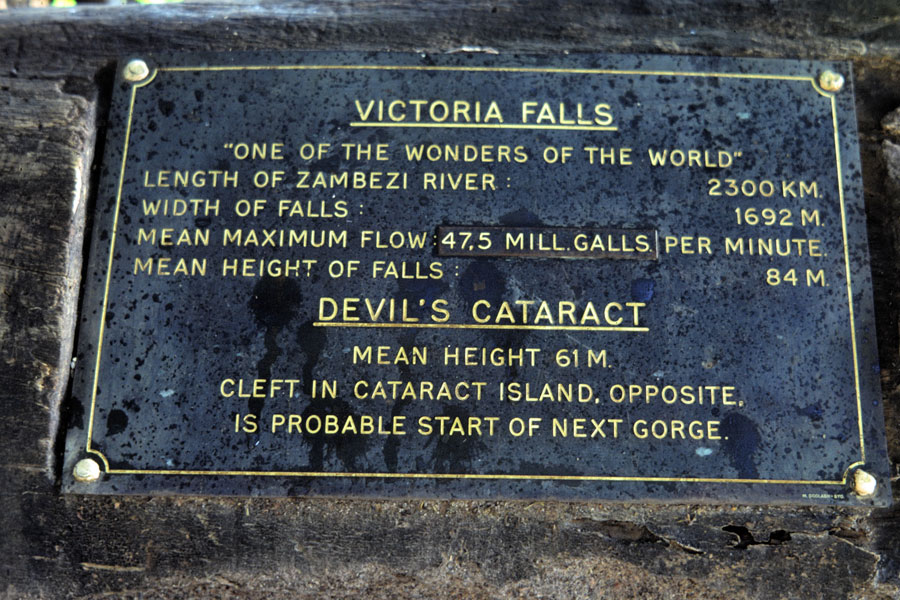 VICTORIA FALLS
"ONE OF THE WONDERS OF THE WORLD"
LENGTH OF ZAMBEZI RIVER : 2300 KM.
WIDTH OF FALLS : 1692 M.
MEAN MAXIMUM FLOW : 47,5 MILL. GALLS. PER MINUTE.
MEAN HEIGHT OF FALLS : 84 M.
DEVIL'S CATARACT
MEAN HEIGHT 61 M.
CLEFT IN CATARACT ISLAND, OPPOSITE,
IS PROBABLE START OF NEXT GORGE.